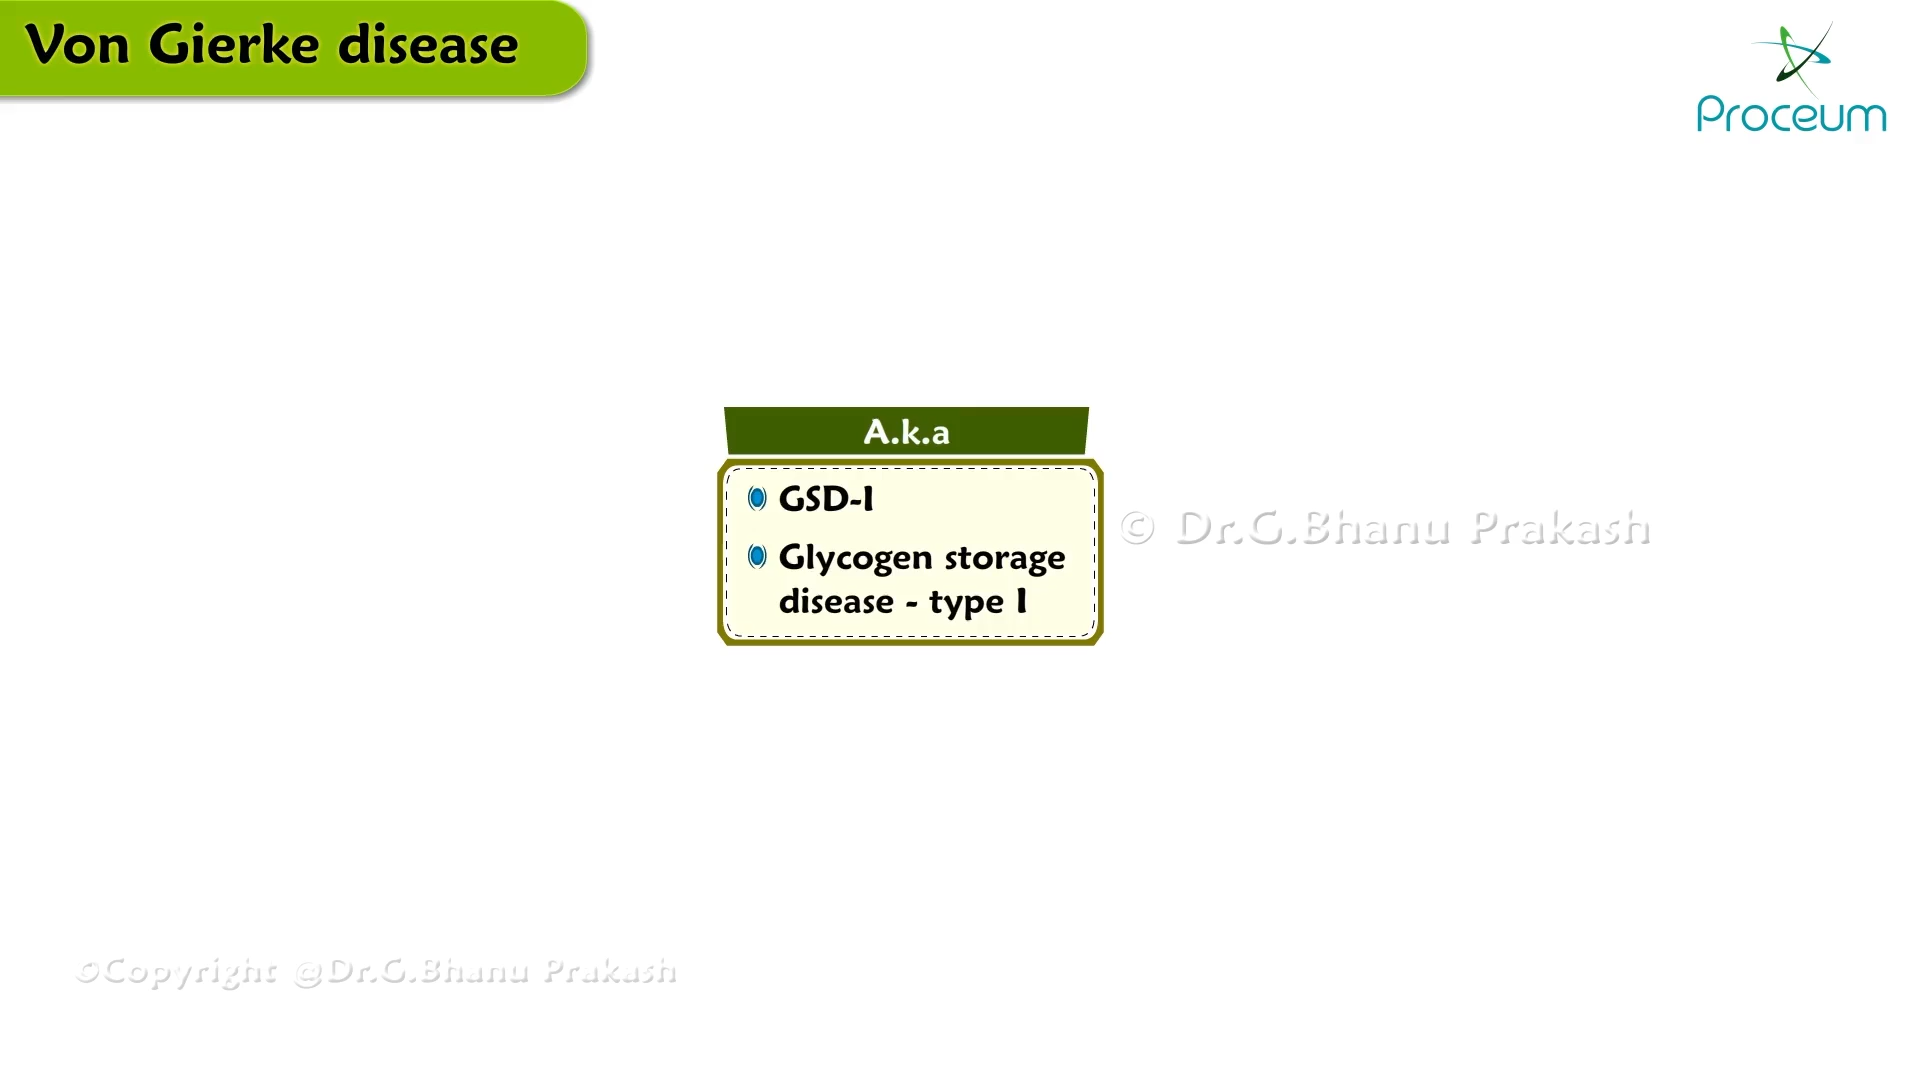 Von Gierke disease
Proceum
A.k.a
GSD-I
Glycogen storage
disease - type I
© Dr.G.Bhanu Prakash
©Copyright @Dr.G.Bhanu Prakash